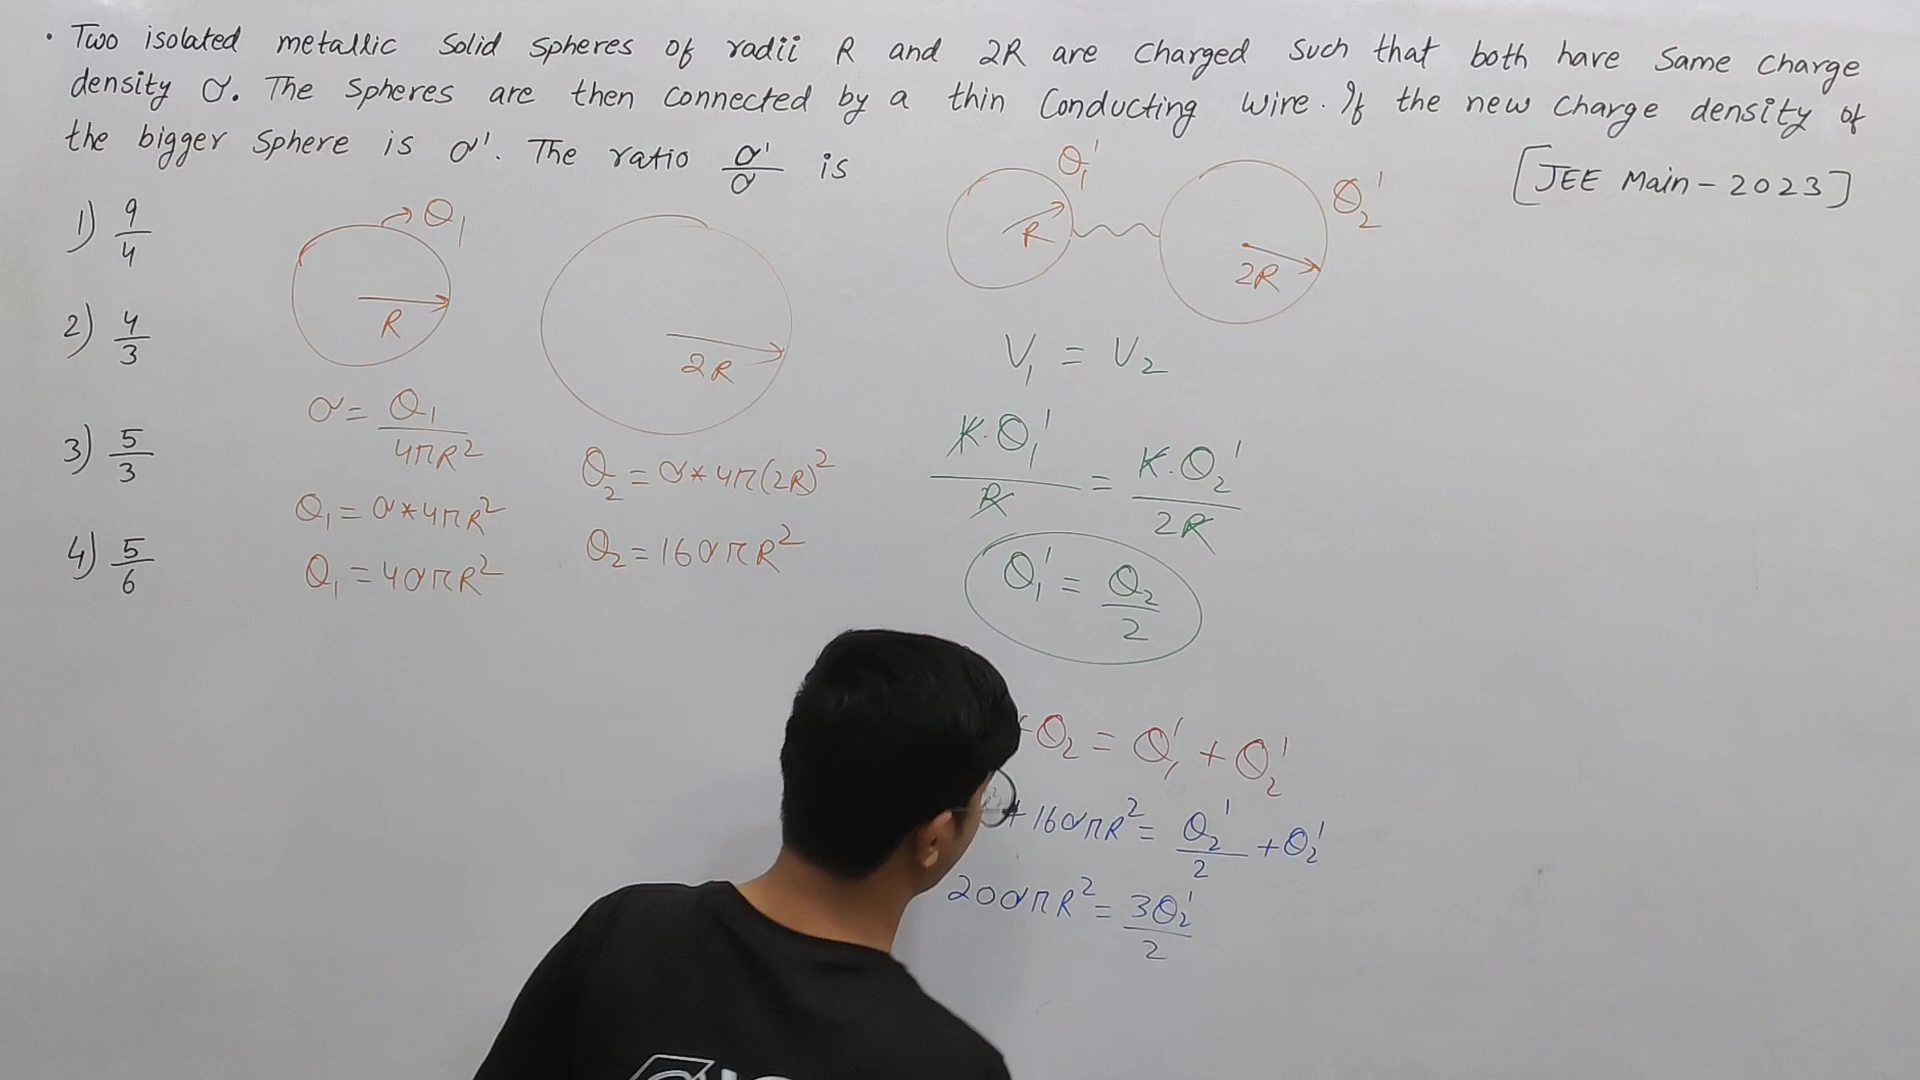 • Two isolated metallic solid spheres of radii R and 2R are charged such that both have same charge
density σ. The spheres are then connected by a thin conducting wire. If the new charge density of
the bigger sphere is σ'. The ratio σ'/σ is
[JEE Main - 2023]
1) 9/4
2) 4/3
3) 5/3
4) 5/6
Q₁
R
2R
σ = Q₁/4πR²
Q₁ = σ*4πR²
Q₁ = 4σπR²
Q₂ = σ*4π(2R)²
Q₂ = 16σπR²
Q₁'
R
Q₂'
2R
V₁ = V₂
K.Q₁'/R = K.Q₂'/2R
Q₁' = Q₂/2
+Q₂ = Q₁' + Q₂'
+16σπR² = Q₂'/2 + Q₂'
20σπR² = 3Q₂'/2